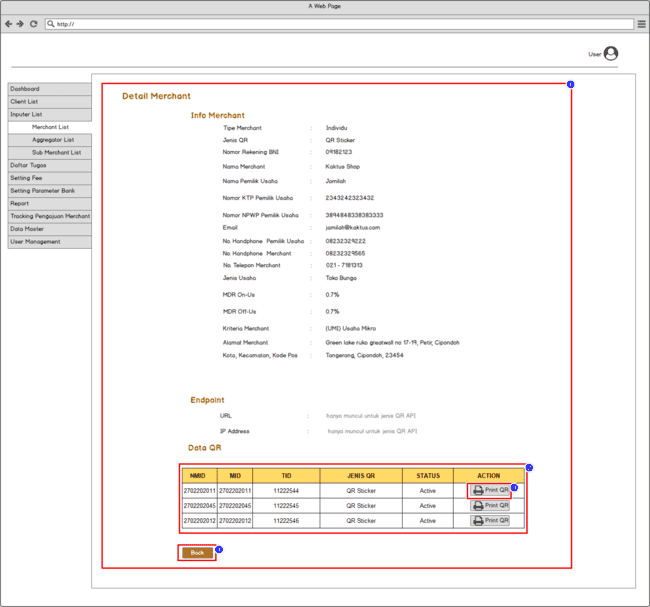 A Web Page
http://
User
Dashboard
Client List
Inputer List
Merchant List
Aggregator List
Sub Merchant List
Daftar Tugas
Setting Fee
Setting Parameter Bank
Report
Tracking Pengajuan Merchant
Data Master
User Management
Detail Merchant
Info Merchant
Tipe Merchant : Individu
Jenis QR : QR Sticker
Nomor Rekening BNI : 09182123
Nama Merchant : Kaktus Shop
Nama Pemilik Usaha : Jamilah
Nomor KTP Pemilik Usaha : 2343242323432
Nomor NPWP Pemilik Usaha : 3894848338383333
Email : jamilah@kaktus.com
No. Handphone Pemilik Usaha : 08232329222
No. Handphone Merchant : 08232329565
No. Telepon Merchant : 021 - 7181313
Jenis Usaha : Toko Bunga
MDR On-Us : 0.7%
MDR Off-Us : 0.7%
Kriteria Merchant : (UMI) Usaha Mikro
Alamat Merchant : Green lake ruko greatwall no 17-19, Petir, Cipondoh
Kota, Kecamatan, Kode Pos : Tangerang, Cipondoh, 23454
Endpoint
URL : hanya muncul untuk jenis QR API
IP Address : hanya muncul untuk jenis QR API
Data QR
NMID MID TID JENIS QR STATUS ACTION
2702202011 2702202011 11222544 QR Sticker Active Print QR
2702202045 2702202045 11222545 QR Sticker Active Print QR
2702202012 2702202012 11222546 QR Sticker Active Print QR
Back